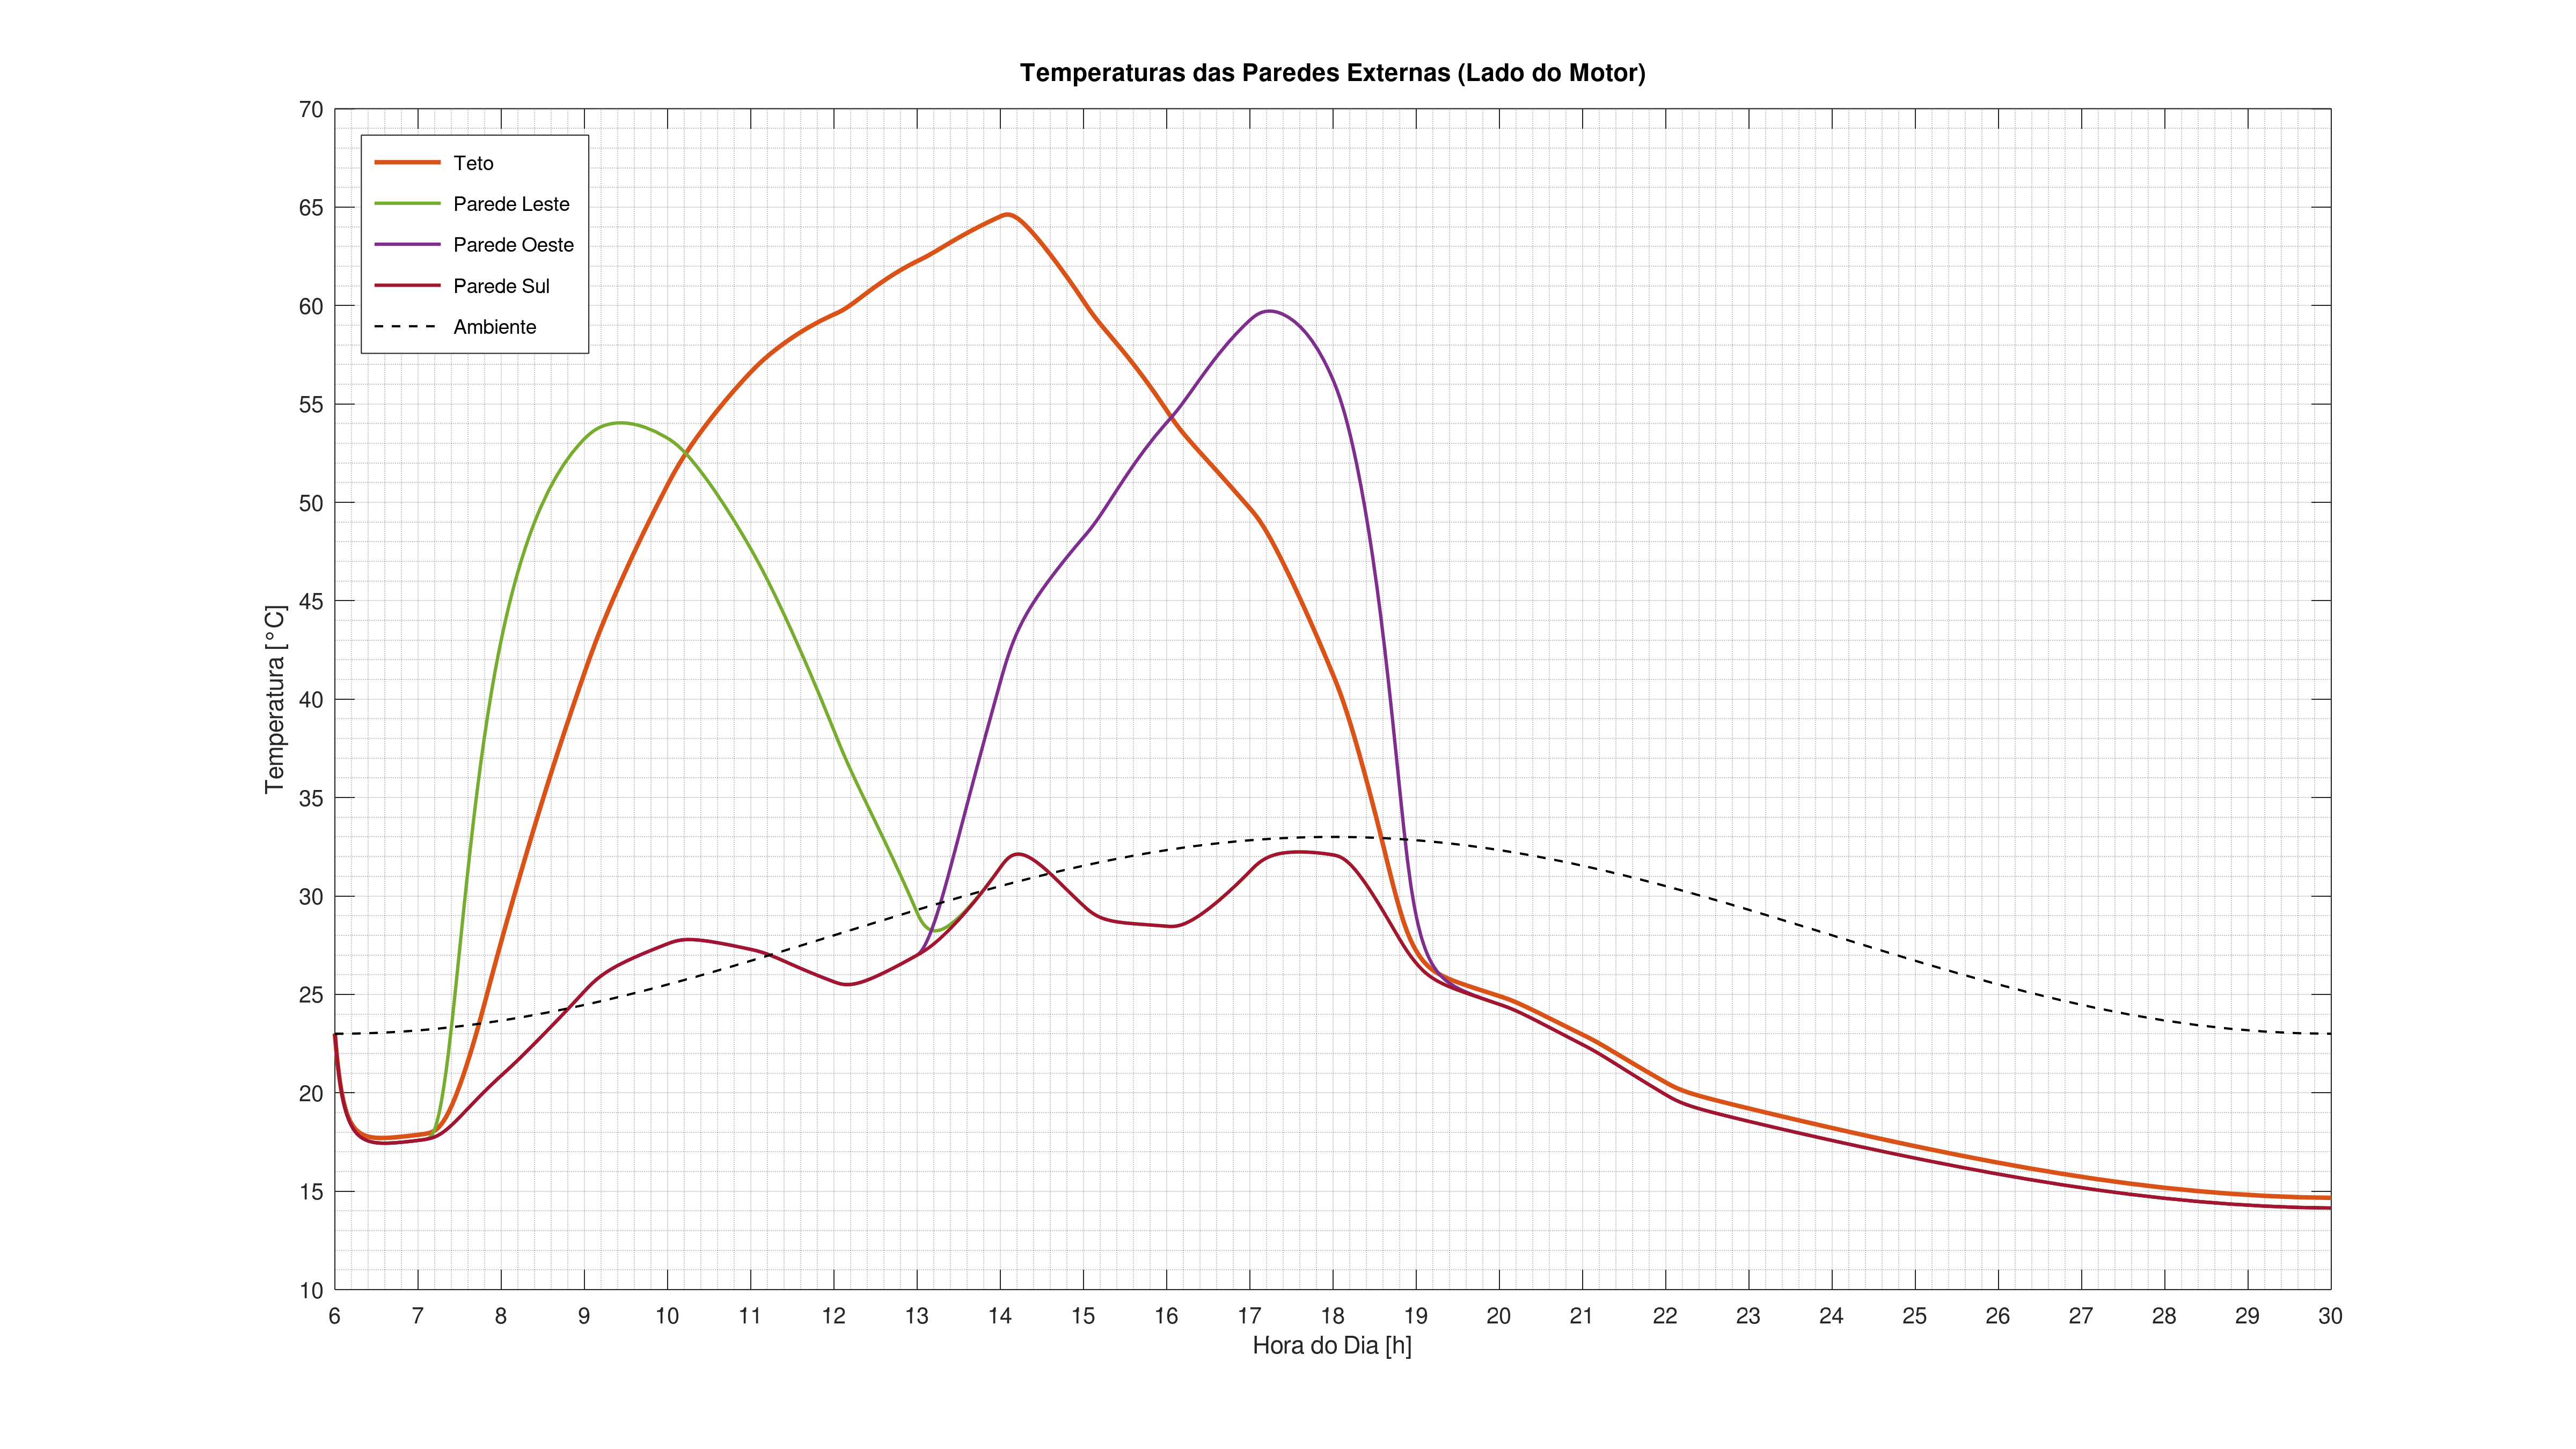 Temperaturas das Paredes Externas (Lado do Motor)
70
65
60
55
50
45
40
35
30
25
20
15
10
Temperatura [°C]
Teto
Parede Leste
Parede Oeste
Parede Sul
Ambiente
6 7 8 9 10 11 12 13 14 15 16 17 18 19 20 21 22 23 24 25 26 27 28 29 30
Hora do Dia [h]